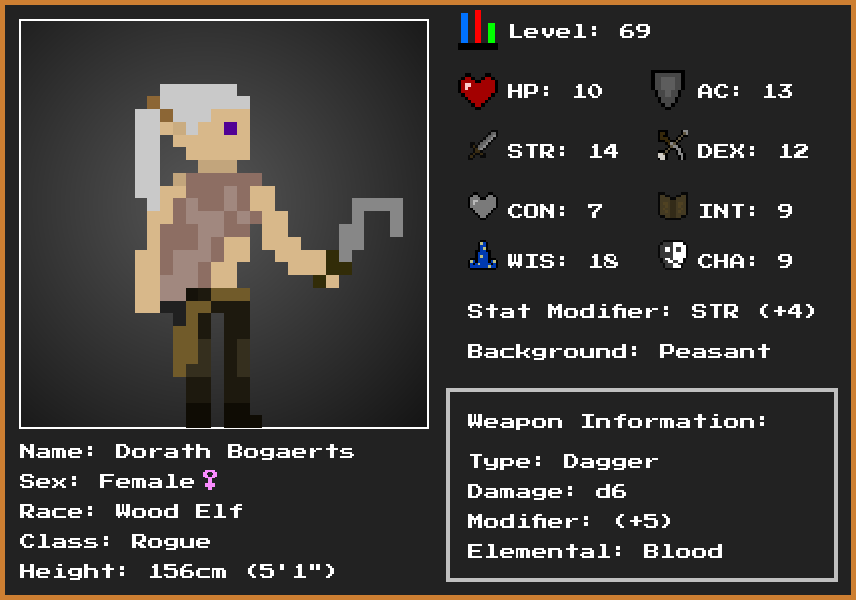 Level: 69
HP: 10 AC: 13
STR: 14 DEX: 12
CON: 7 INT: 9
WIS: 18 CHA: 9
Stat Modifier: STR (+4)
Background: Peasant
Weapon Information:
Type: Dagger
Damage: d6
Modifier: (+5)
Elemental: Blood
Name: Dorath Bogaerts
Sex: Female♀
Race: Wood Elf
Class: Rogue
Height: 156cm (5'1")